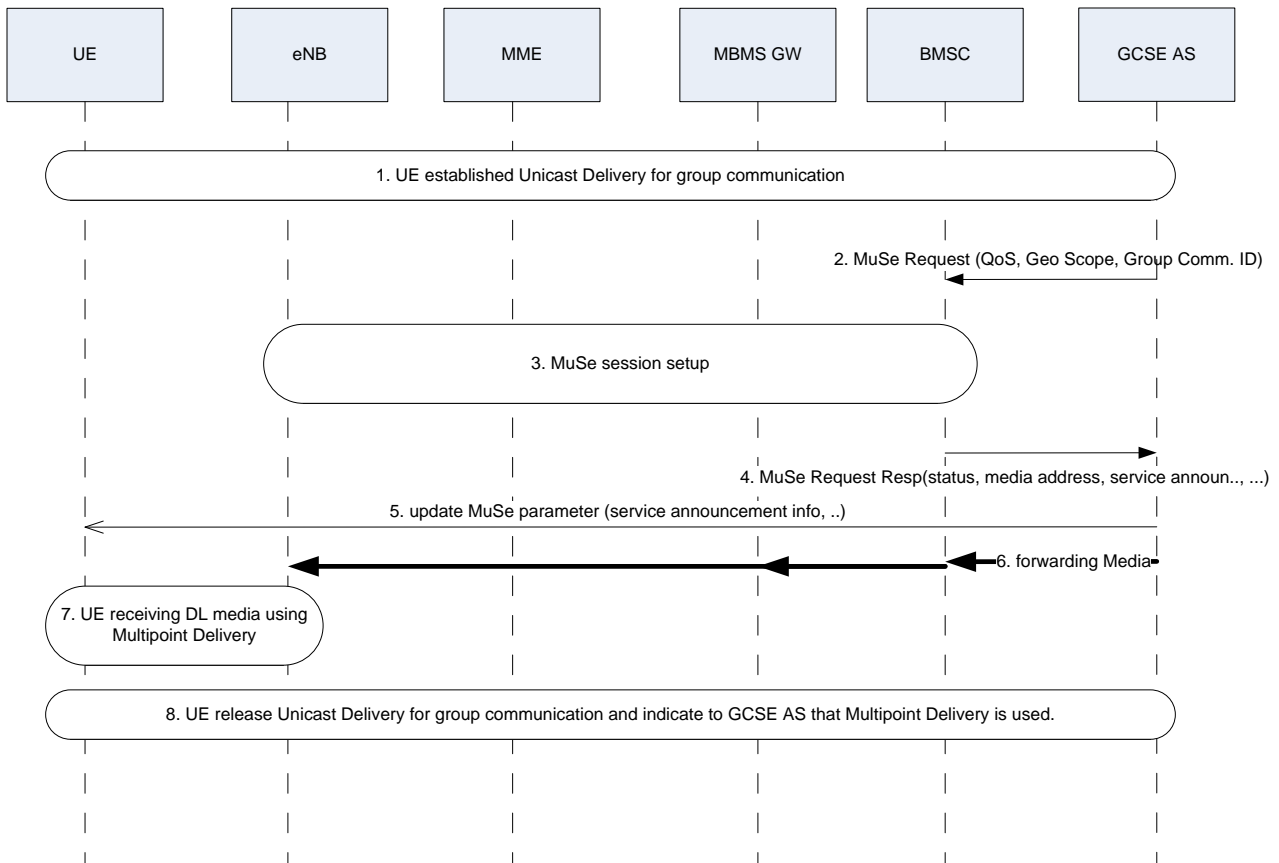 UE
eNB
MME
MBMS GW
BMSC
GCSE AS
1. UE established Unicast Delivery for group communication
2. MuSe Request (QoS, Geo Scope, Group Comm. ID)
3. MuSe session setup
4. MuSe Request Resp(status, media address, service announ.., ...)
5. update MuSe parameter (service announcement info, ..)
6. forwarding Media
7. UE receiving DL media using
Multipoint Delivery
8. UE release Unicast Delivery for group communication and indicate to GCSE AS that Multipoint Delivery is used.